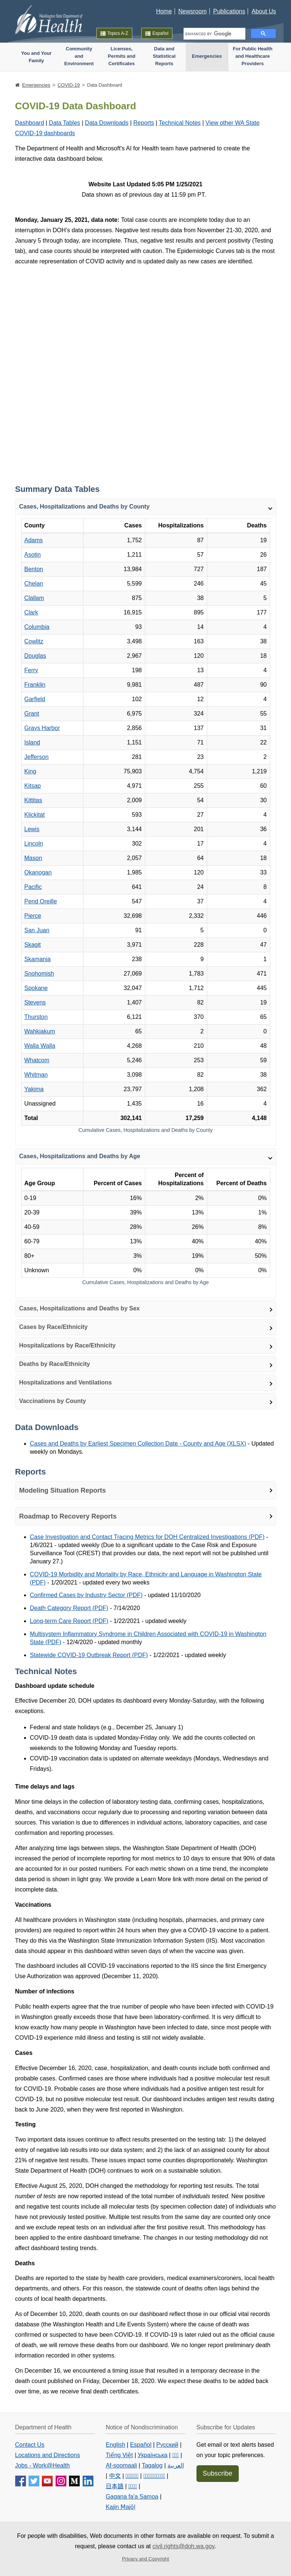 Home | Newsroom | Publications | About Us
Washington State Department of
Health
Topics A-Z
Español
ENHANCED BY Google
You and Your Family
Community and Environment
Licenses, Permits and Certificates
Data and Statistical Reports
Emergencies
For Public Health and Healthcare Providers
Emergencies > COVID-19 > Data Dashboard
COVID-19 Data Dashboard
Dashboard | Data Tables | Data Downloads | Reports | Technical Notes | View other WA State
COVID-19 dashboards
The Department of Health and Microsoft's AI for Health team have partnered to create the
interactive data dashboard below.
Website Last Updated 5:05 PM 1/25/2021
Data shown is as of previous day at 11:59 pm PT.
Monday, January 25, 2021, data note: Total case counts are incomplete today due to an
interruption in DOH's data processes. Negative test results data from November 21-30, 2020, and
January 5 through today, are incomplete. Thus, negative test results and percent positivity (Testing
tab), and case counts should be interpreted with caution. The Epidemiologic Curves tab is the most
accurate representation of COVID activity and is updated daily as new cases are identified.
Summary Data Tables
Cases, Hospitalizations and Deaths by County
County Cases Hospitalizations Deaths
Adams 1,752 87 19
Asotin 1,211 57 26
Benton 13,984 727 187
Chelan 5,599 246 45
Clallam 875 38 5
Clark 16,915 895 177
Columbia 93 14 4
Cowlitz 3,498 163 38
Douglas 2,967 120 18
Ferry 198 13 4
Franklin 9,981 487 90
Garfield 102 12 4
Grant 6,975 324 55
Grays Harbor 2,856 137 31
Island 1,151 71 22
Jefferson 281 23 2
King 75,903 4,754 1,219
Kitsap 4,971 255 60
Kittitas 2,009 54 30
Klickitat 593 27 4
Lewis 3,144 201 36
Lincoln 302 17 4
Mason 2,057 64 18
Okanogan 1,985 120 33
Pacific 641 24 8
Pend Oreille 547 37 4
Pierce 32,698 2,332 446
San Juan 91 5 0
Skagit 3,971 228 47
Skamania 238 9 1
Snohomish 27,069 1,783 471
Spokane 32,047 1,712 445
Stevens 1,407 82 19
Thurston 6,121 370 65
Wahkiakum 65 2 0
Walla Walla 4,268 210 48
Whatcom 5,246 253 59
Whitman 3,098 82 38
Yakima 23,797 1,208 362
Unassigned 1,435 16 4
Total 302,141 17,259 4,148
Cumulative Cases, Hospitalizations and Deaths by County
Cases, Hospitalizations and Deaths by Age
Age Group Percent of Cases Percent of Hospitalizations Percent of Deaths
0-19 16% 2% 0%
20-39 39% 13% 1%
40-59 28% 26% 8%
60-79 13% 40% 40%
80+ 3% 19% 50%
Unknown 0% 0% 0%
Cumulative Cases, Hospitalizations and Deaths by Age
Cases, Hospitalizations and Deaths by Sex
Cases by Race/Ethnicity
Hospitalizations by Race/Ethnicity
Deaths by Race/Ethnicity
Hospitalizations and Ventilations
Vaccinations by County
Data Downloads
Cases and Deaths by Earliest Specimen Collection Date - County and Age (XLSX) - Updated
weekly on Mondays.
Reports
Modeling Situation Reports
Roadmap to Recovery Reports
Case Investigation and Contact Tracing Metrics for DOH Centralized Investigations (PDF) -
1/6/2021 - updated weekly (Due to a significant update to the Case Risk and Exposure
Surveillance Tool (CREST) that provides us data, the next report will be not be published until
January 27.)
COVID-19 Morbidity and Mortality by Race, Ethnicity and Language in Washington State
(PDF) - 1/20/2021 - updated every two weeks
Confirmed Cases by Industry Sector (PDF) - updated 11/10/2020
Death Category Report (PDF) - 7/14/2020
Long-term Care Report (PDF) - 1/22/2021 - updated weekly
Multisystem Inflammatory Syndrome in Children Associated with COVID-19 in Washington
State (PDF) - 12/4/2020 - updated monthly
Statewide COVID-19 Outbreak Report (PDF) - 1/22/2021 - updated weekly
Technical Notes
Dashboard update schedule
Effective December 20, 2020, DOH updates its dashboard every Monday-Saturday, with the following
exceptions.
Federal and state holidays (e.g., December 25, January 1)
COVID-19 death data is updated Monday-Friday only. We add the counts collected on
weekends to the following Monday and Tuesday reports.
COVID-19 vaccination data is updated on alternate weekdays (Mondays, Wednesdays and
Fridays).
Time delays and lags
Minor time delays in the collection of laboratory testing data, confirming cases, hospitalizations,
deaths, and vaccinations occur regularly due to processing and reporting from laboratories and other
sources. This variation is due to differences in timing of individual actions, laboratory capacities, and
case confirmation reporting processes.
After analyzing time lags between steps, the Washington State Department of Health (DOH)
increased the period of incomplete reporting for most measures to 10 days to ensure that 90% of data
are accounted for in our posted numbers. For each metric shown on the dashboard, reporting lags are
shown in grey in graphs. We provide a Learn More link with more detail on the specific time lags for
each metric.
Vaccinations
All healthcare providers in Washington state (including hospitals, pharmacies, and many other
providers) are required to report within 24 hours when they give a COVID-19 vaccination to a patient.
They do this via the Washington State Immunization Information System (IIS). Most vaccination data
should appear in this dashboard within seven days of when the vaccine was given.
The dashboard includes all COVID-19 vaccinations reported to the IIS since the first Emergency
Use Authorization was approved (December 11, 2020).
Number of infections
Public health experts agree that the true number of people who have been infected with COVID-19
in Washington greatly exceeds the number of COVID-19 infections that have been laboratory-
confirmed and reported to date, which is what is reported in our dashboard. It is very difficult to
know exactly how many people in Washington have been infected to date, since most people with
COVID-19 experience mild illness and testing is still not widely available.
Cases
Effective December 16, 2020, case, hospitalization, and death counts include both confirmed and
probable cases. Confirmed cases are those where individuals had a positive molecular test result
for COVID-19. Probable cases are those where individuals had a positive antigen test result for
COVID-19, but no positive molecular test result. Our dashboard includes antigen test results dating
back to June of 2020, when they were first reported in Washington.
Testing
Two important data issues continue to affect results presented on the testing tab: 1) delayed data
entry of negative lab results into our data system; and 2) lab reports missing an address, occurring in
about 21% of negative tests. These issues impact some counties disproportionately. Washington
State Department of Health (DOH) continues to work on a sustainable, long-term solution.
Effective August 25, 2020, DOH changed the methodology for reporting test results. The total
number of tests are now reported instead of the total number of individuals tested. New positive
and negative test counts include all molecular tests (by specimen collection date) of individuals who
have not previously tested positive. In other words, we include everyone's first positive result, but
exclude repeat positive tests on an individual after the first positive result. This methodology has
been applied to all historical data displayed. The changes in our testing methodology did not affect
death dashboard testing trends.
Deaths
Deaths are reported to the state by health care providers, medical examiners/coroners, local health
departments, and others. For this reason, deaths by date of death may lag behind deaths totals by
counts of local health departments.
As of December 10, 2020, death counts on our dashboard reflect those in our official vital records
database (the Washington Health and Life Events System) where the cause of death was confirmed
or suspected to have been COVID-19. If DOH learns that a death was due to another cause, we
remove that death from our dashboard. We no longer report preliminary death information in other
systems.
On December 16, we encountered a timing issue that resulted in a temporary decrease in the death
count published on Friday, December 18, 2020. We expect these deaths to be added back over
time, as we receive final death certificates.
Department of Health
Contact Us
Locations and Directions
Jobs - Work@Health
Notice of Nondiscrimination
English | Español | Русский |
Tiếng Việt | Українська |
Af-soomaali | Tagalog | العربية
| 中文 |
日本語 |
Gagana fa'a Samoa |
Kajin Ṃajōḷ
Subscribe for Updates
Get email or text alerts based on your topic preferences.
Subscribe
For people with disabilities, Web documents in other formats are available on request. To submit a
request, please contact us at civil.rights@doh.wa.gov.
Privacy and Copyright